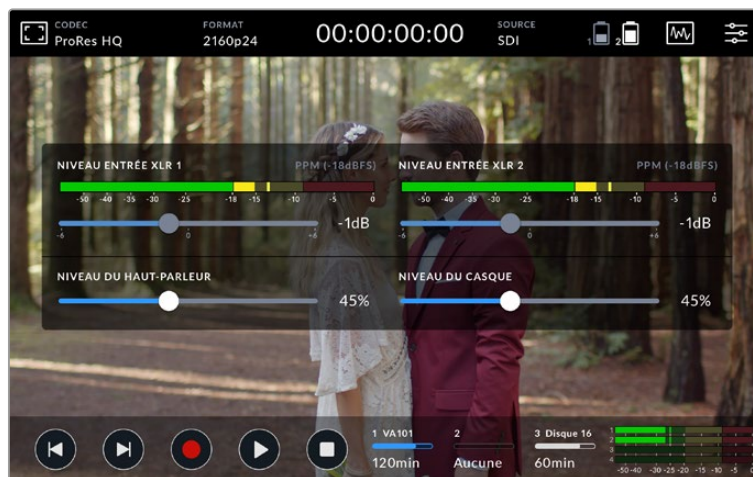 CODEC
ProRes HQ
FORMAT
2160p24
00:00:00:00
SOURCE
SDI
1
2
NIVEAU ENTRÉE XLR 1
PPM (-18dBFS)
-50 -40 -35 -30 -25 -18 -15 -10 -5 0
-1dB
-6 0 +6
NIVEAU ENTRÉE XLR 2
PPM (-18dBFS)
-50 -40 -35 -30 -25 -18 -15 -10 -5 0
-1dB
-6 0 +6
NIVEAU DU HAUT-PARLEUR
45%
NIVEAU DU CASQUE
45%
1 VA101
120min
2
Aucune
3 Disque 16
60min
1
2
3
4
-50 -40 -30 -25 -20 -15 -10 -5 0